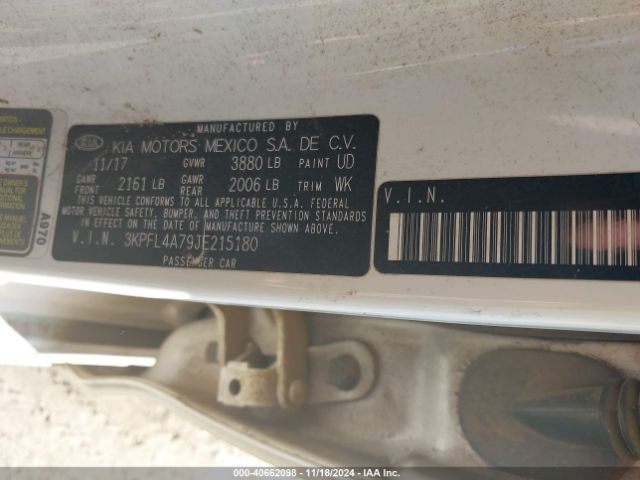 MANUFACTURED BY
KIA KIA MOTORS MEXICO S.A. DE C.V.
11/17 GVWR 3880 LB PAINT UD
GAWR FRONT 2161 LB GAWR REAR 2006 LB TRIM WK
THIS VEHICLE CONFORMS TO ALL APPLICABLE U.S.A. FEDERAL
MOTOR VEHICLE SAFETY, BUMPER, AND THEFT PREVENTION STANDARDS
IN EFFECT ON THE DATE OF MANUFACTURE SHOWN ABOVE.
V.I.N. 3KPFL4A79JE215180
PASSENGER CAR
V.I.N.
A970
000-40662098 - 11/18/2024 - IAA Inc.